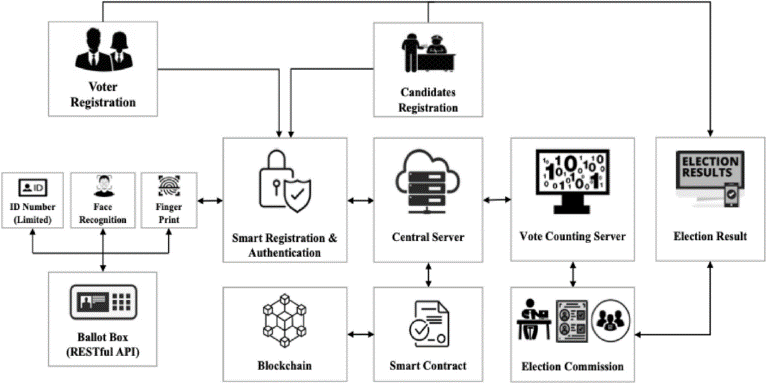 Voter
Registration
Candidates
Registration
ID
ID Number
(Limited)
Face
Recognition
Finger
Print
Smart Registration &
Authentication
Central Server
Vote Counting Server
ELECTION
RESULTS
Election Result
Ballot Box
(RESTful API)
Blockchain
Smart Contract
Election Commission